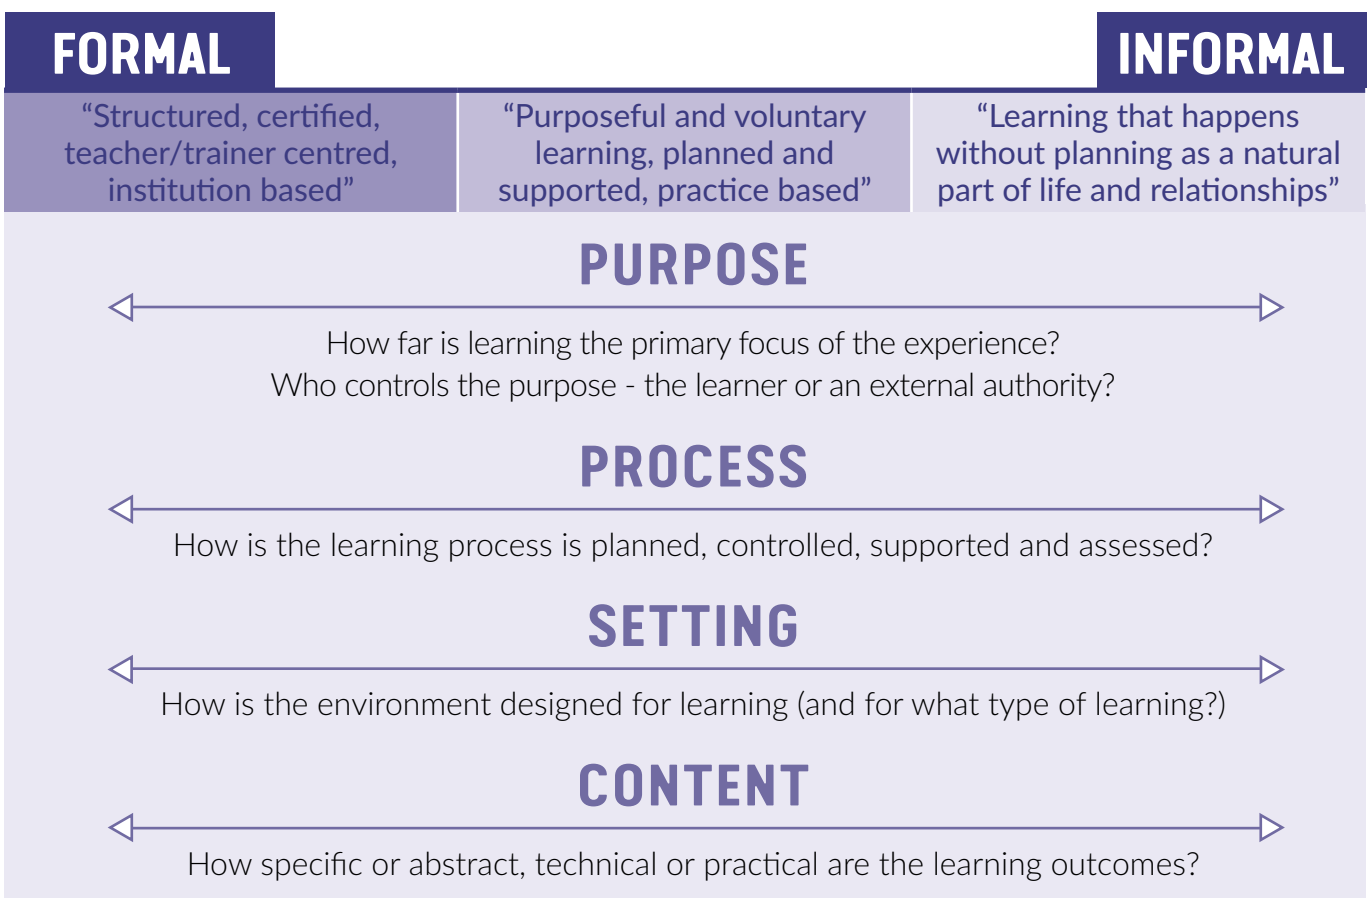 FORMAL
INFORMAL
“Structured, certified,
teacher/trainer centred,
institution based”
“Purposeful and voluntary
learning, planned and
supported, practice based”
“Learning that happens
without planning as a natural
part of life and relationships”
PURPOSE
How far is learning the primary focus of the experience?
Who controls the purpose - the learner or an external authority?
PROCESS
How is the learning process is planned, controlled, supported and assessed?
SETTING
How is the environment designed for learning (and for what type of learning?)
CONTENT
How specific or abstract, technical or practical are the learning outcomes?